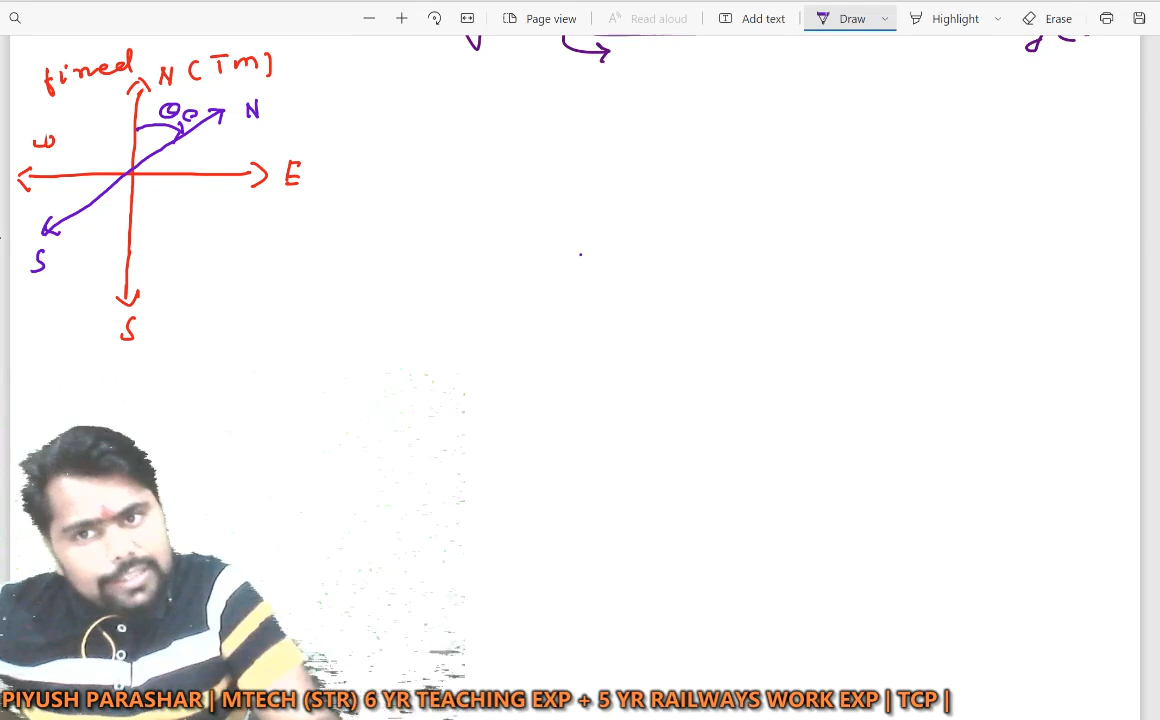 Page view
Read aloud
Add text
Draw
Highlight
Erase
fixed N (Tm)
θ
N
W
E
S
S
PIYUSH PARASHAR | MTECH (STR) 6 YR TEACHING EXP + 5 YR RAILWAYS WORK EXP | TCP |